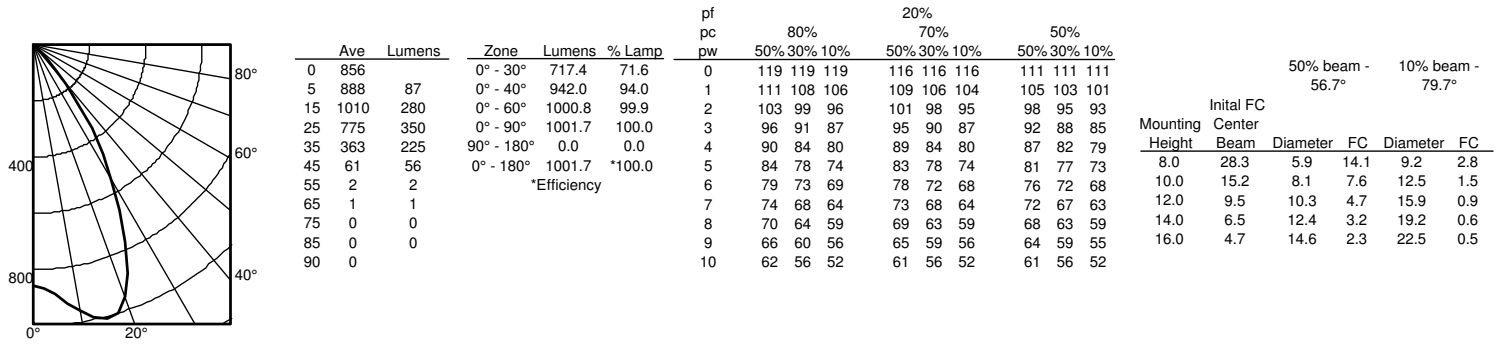 80°
60°
40°
400
800
0° 20°
Ave Lumens
0 856
5 888 87
15 1010 280
25 775 350
35 363 225
45 61 56
55 2 2
65 1 1
75 0 0
85 0 0
90 0
Zone Lumens % Lamp
0° - 30° 717.4 71.6
0° - 40° 942.0 94.0
0° - 60° 1000.8 99.9
0° - 90° 1001.7 100.0
90° - 180° 0.0 0.0
0° - 180° 1001.7 *100.0
*Efficiency
pf 20%
pc 80% 70% 50%
pw 50% 30% 10% 50% 30% 10% 50% 30% 10%
0 119 119 119 116 116 116 111 111 111
1 111 108 106 109 106 104 105 103 101
2 103 99 96 101 98 95 98 95 93
3 96 91 87 95 90 87 92 88 85
4 90 84 80 89 84 80 87 82 79
5 84 78 74 83 78 74 81 77 73
6 79 73 69 78 72 68 76 72 68
7 74 68 64 73 68 64 72 67 63
8 70 64 59 69 63 59 68 63 59
9 66 60 56 65 59 56 64 59 55
10 62 56 52 61 56 52 61 56 52
50% beam - 10% beam -
56.7° 79.7°
Inital FC
Mounting Center
Height Beam Diameter FC Diameter FC
8.0 28.3 5.9 14.1 9.2 2.8
10.0 15.2 8.1 7.6 12.5 1.5
12.0 9.5 10.3 4.7 15.9 0.9
14.0 6.5 12.4 3.2 19.2 0.6
16.0 4.7 14.6 2.3 22.5 0.5